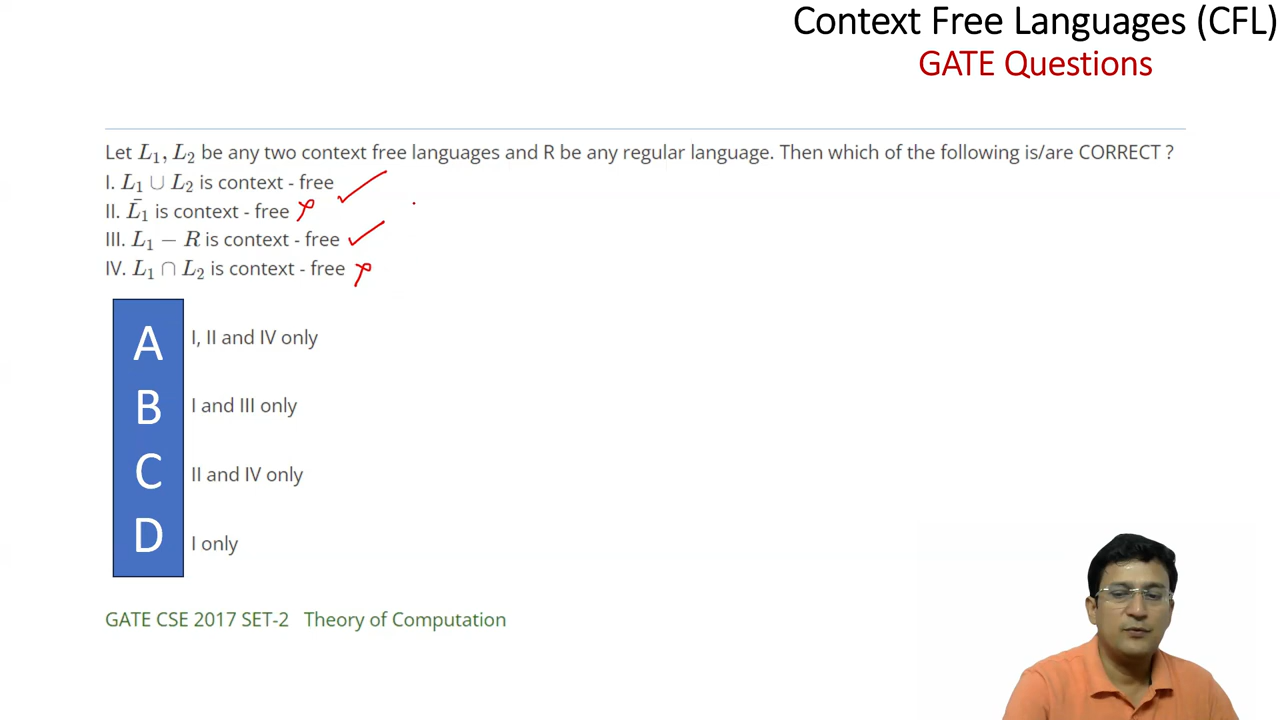 Context Free Languages (CFL)
GATE Questions
Let L₁, L₂ be any two context free languages and R be any regular language. Then which of the following is/are CORRECT ?
I. L₁ ∪ L₂ is context - free
II. L̄₁ is context - free
III. L₁ − R is context - free
IV. L₁ ∩ L₂ is context - free
A I, II and IV only
B I and III only
C II and IV only
D I only
GATE CSE 2017 SET-2 Theory of Computation